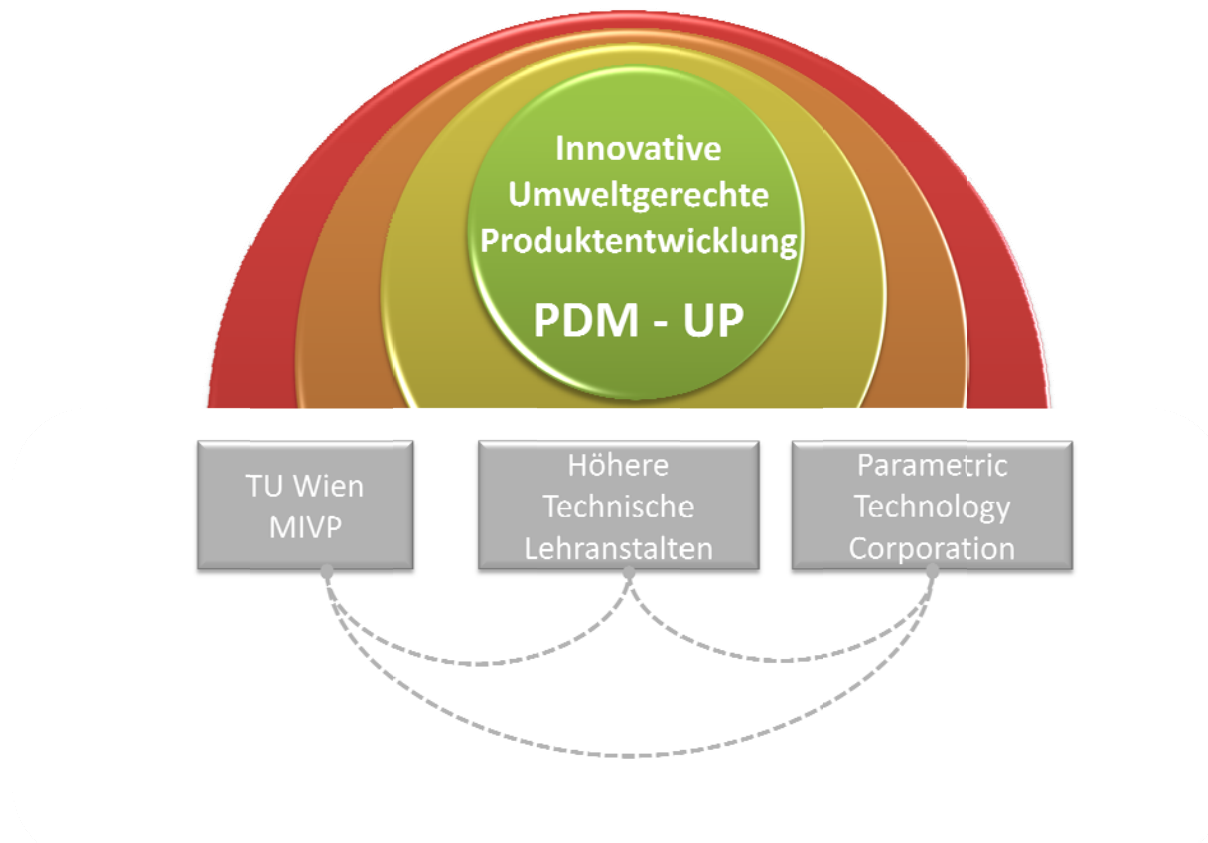 Innovative
Umweltgerechte
Produktentwicklung
PDM - UP
TU Wien
MIVP
Höhere
Technische
Lehranstalten
Parametric
Technology
Corporation